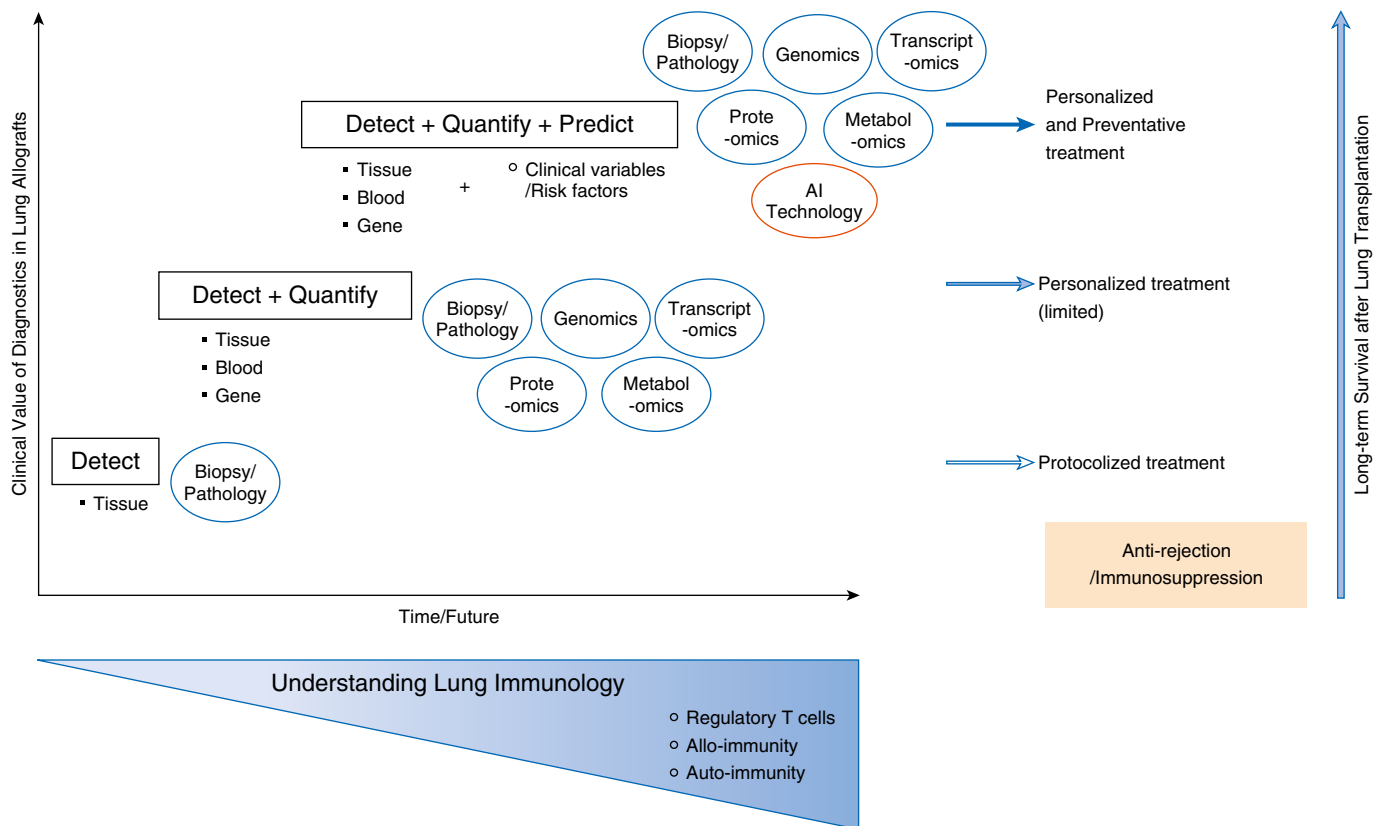 Clinical Value of Diagnostics in Lung Allografts
Biopsy/
Pathology
Genomics
Transcript
-omics
Detect + Quantify + Predict
Prote
-omics
Metabol
-omics
Personalized
and Preventative
treatment
▪ Tissue
▪ Blood
▪ Gene
+
○ Clinical variables
/Risk factors
AI
Technology
Detect + Quantify
▪ Tissue
▪ Blood
▪ Gene
Biopsy/
Pathology
Genomics
Transcript
-omics
Prote
-omics
Metabol
-omics
Personalized treatment
(limited)
Detect
▪ Tissue
Biopsy/
Pathology
Protocolized treatment
Anti-rejection
/Immunosuppression
Long-term Survival after Lung Transplantation
Time/Future
Understanding Lung Immunology
○ Regulatory T cells
○ Allo-immunity
○ Auto-immunity